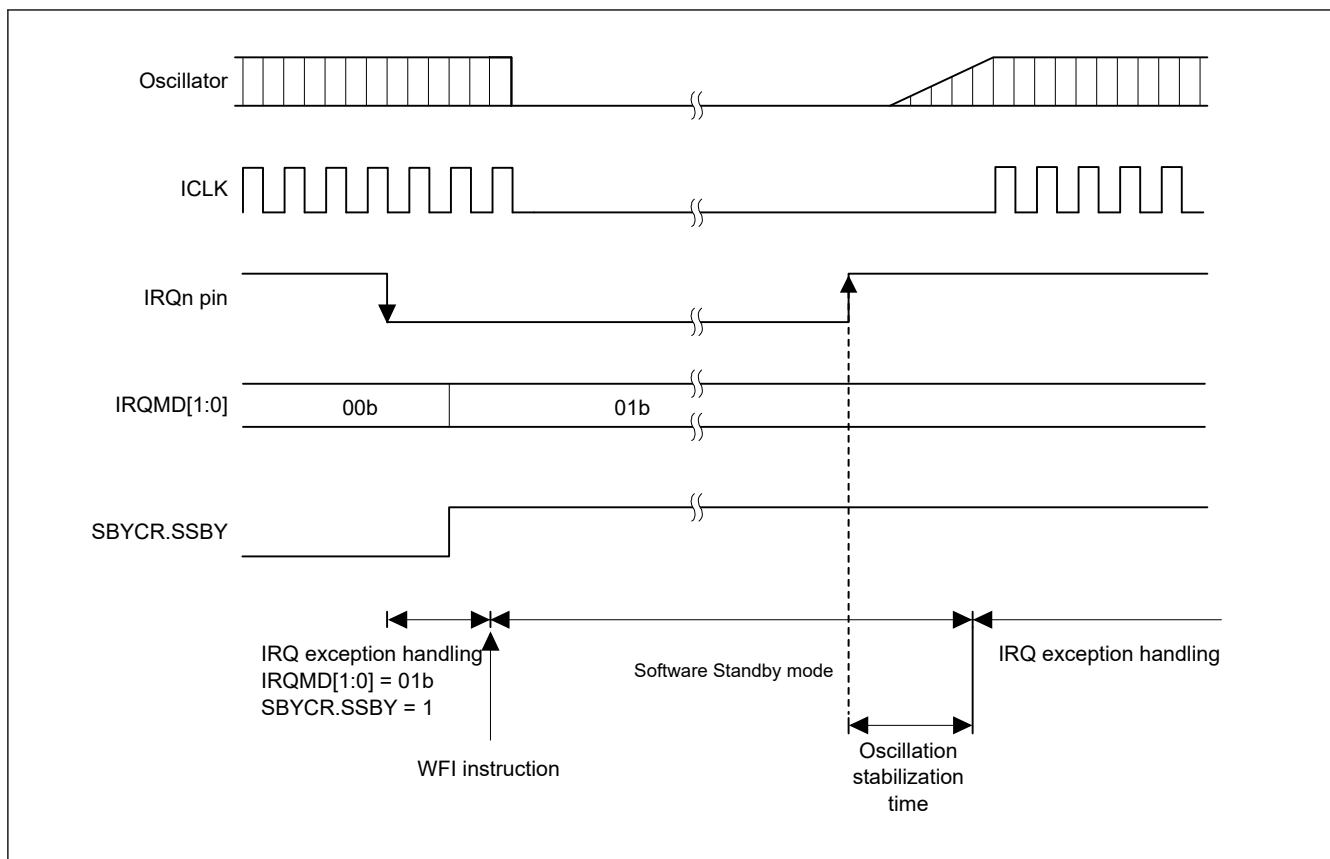 Oscillator
ICLK
IRQn pin
IRQMD[1:0]
00b
01b
SBYCR.SSBY
IRQ exception handling
IRQMD[1:0] = 01b
SBYCR.SSBY = 1
WFI instruction
Software Standby mode
Oscillation
stabilization
time
IRQ exception handling